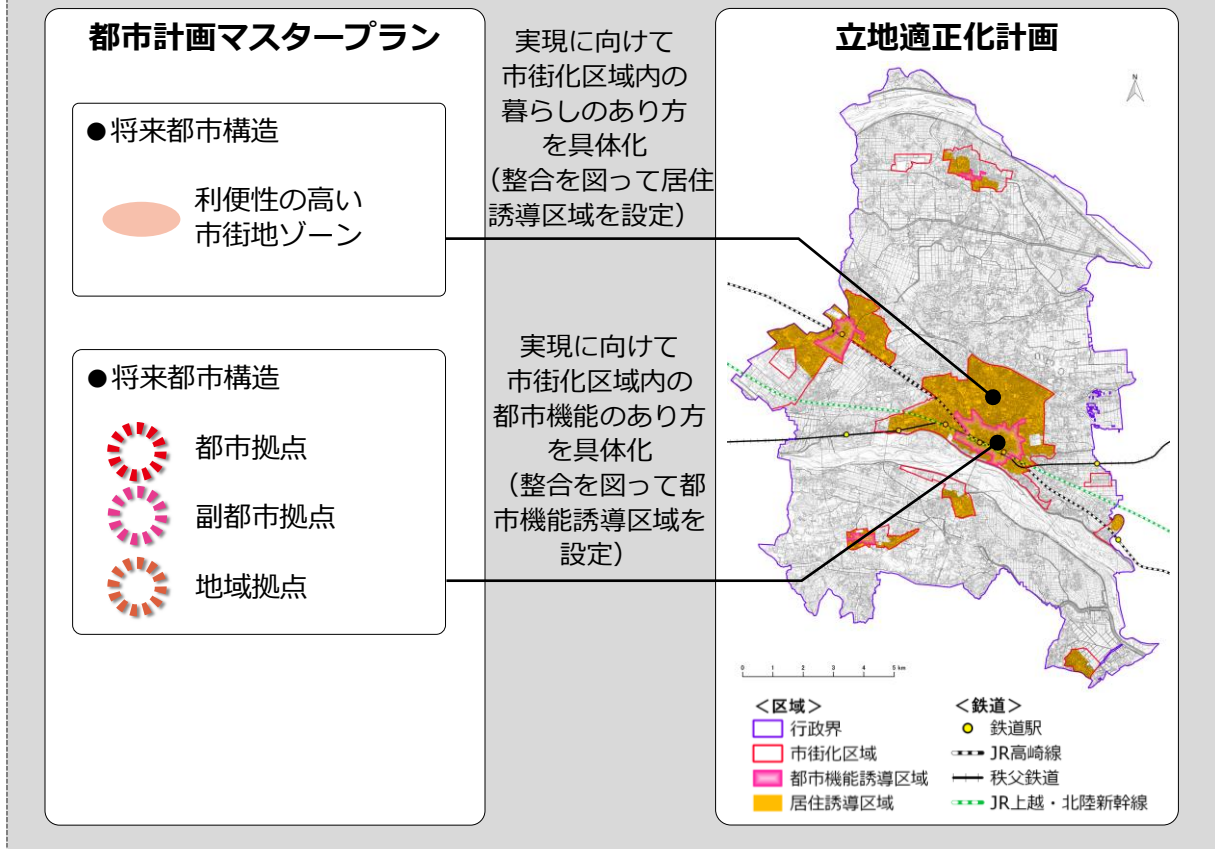 都市計画マスタープラン
●将来都市構造
利便性の高い
市街地ゾーン
●将来都市構造
都市拠点
副都市拠点
地域拠点
実現に向けて
市街化区域内の
暮らしのあり方
を具体化
（整合を図って居住
誘導区域を設定）
実現に向けて
市街化区域内の
都市機能のあり方
を具体化
（整合を図って都
市機能誘導区域を
設定）
立地適正化計画
N
0 1 2 3 4 5 km
＜区域＞
行政界
市街化区域
都市機能誘導区域
居住誘導区域
＜鉄道＞
鉄道駅
JR高崎線
秩父鉄道
JR上越・北陸新幹線